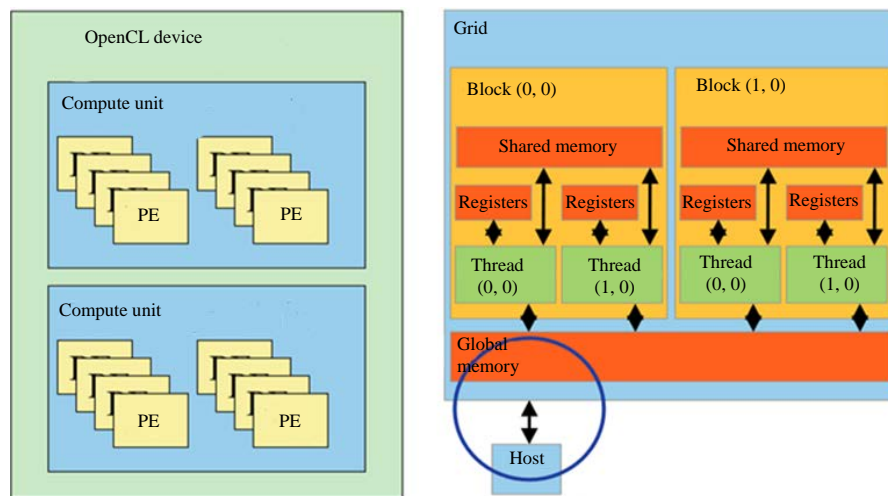 OpenCL device
Compute unit
PE
PE
Compute unit
PE
PE
Grid
Block (0, 0)
Shared memory
Registers
Registers
Thread
(0, 0)
Thread
(1, 0)
Block (1, 0)
Shared memory
Registers
Registers
Thread
(0, 0)
Thread
(1, 0)
Global
memory
Host